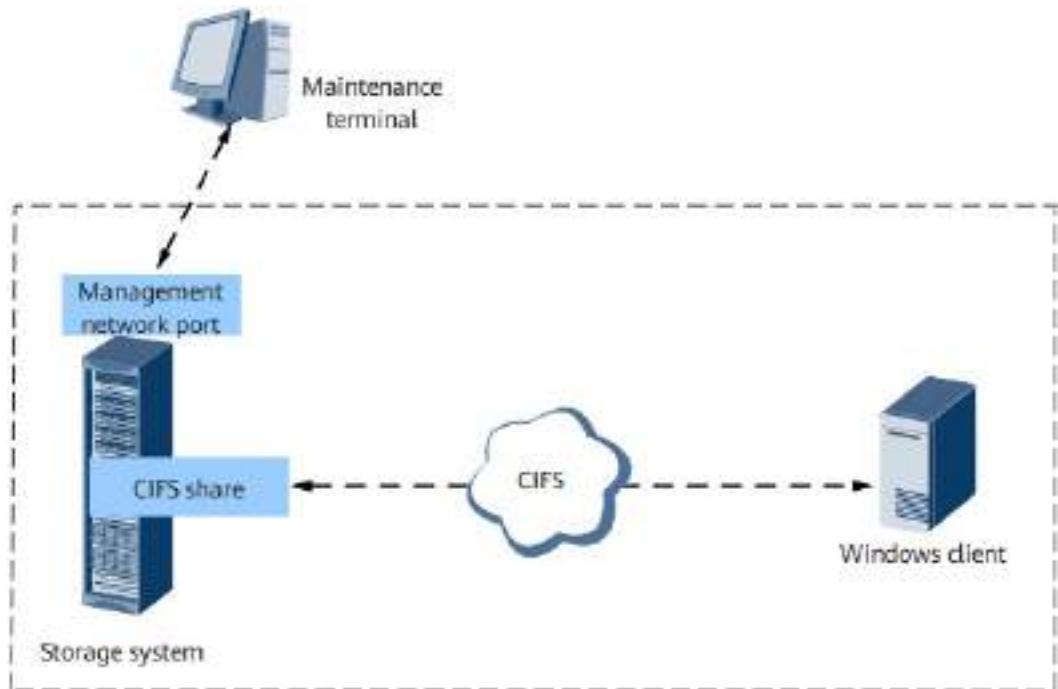 Maintenance
terminal
Management
network port
CIFS share
CIFS
Windows client
Storage system